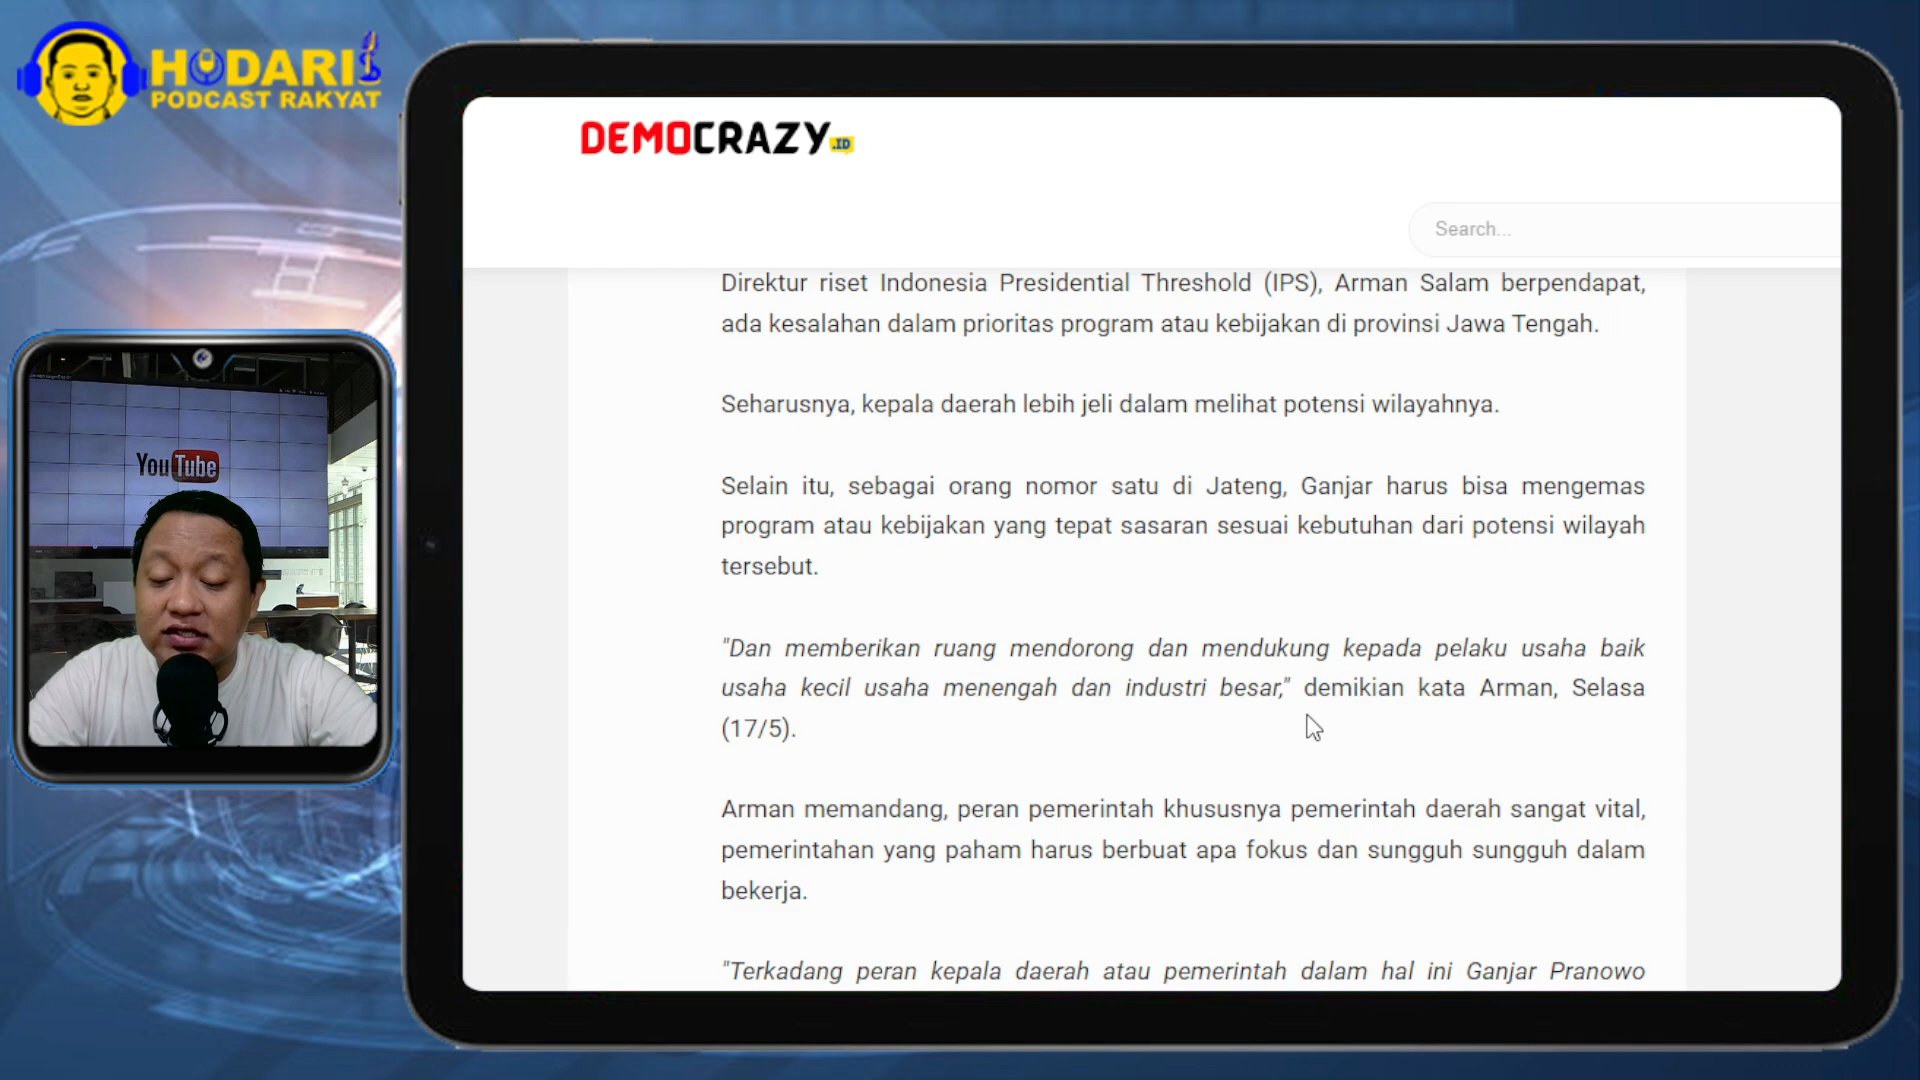 HODARI
PODCAST RAKYAT
DEMOCRAZY.ID
Search...
Direktur riset Indonesia Presidential Threshold (IPS), Arman Salam berpendapat,
ada kesalahan dalam prioritas program atau kebijakan di provinsi Jawa Tengah.
Seharusnya, kepala daerah lebih jeli dalam melihat potensi wilayahnya.
Selain itu, sebagai orang nomor satu di Jateng, Ganjar harus bisa mengemas
program atau kebijakan yang tepat sasaran sesuai kebutuhan dari potensi wilayah
tersebut.
"Dan memberikan ruang mendorong dan mendukung kepada pelaku usaha baik
usaha kecil usaha menengah dan industri besar," demikian kata Arman, Selasa
(17/5).
Arman memandang, peran pemerintah khususnya pemerintah daerah sangat vital,
pemerintahan yang paham harus berbuat apa fokus dan sungguh sungguh dalam
bekerja.
"Terkadang peran kepala daerah atau pemerintah dalam hal ini Ganjar Pranowo
YouTube